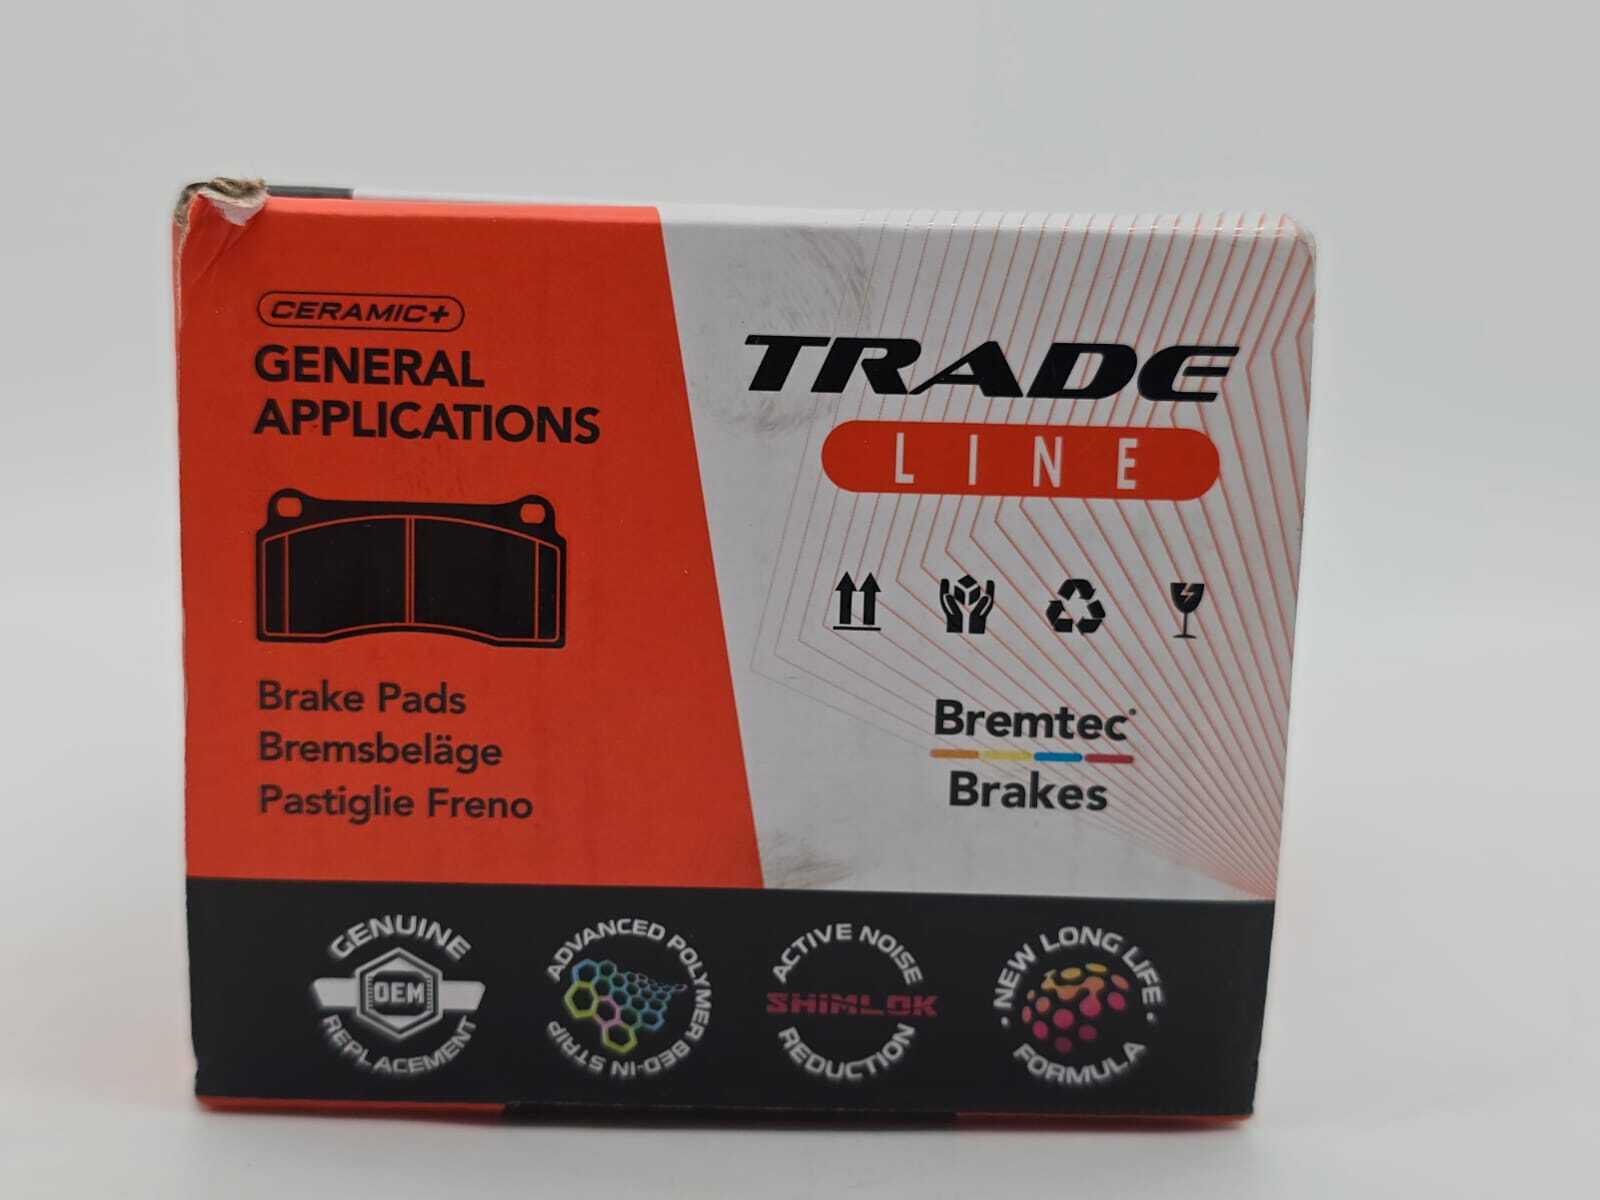 CERAMIC+
GENERAL
APPLICATIONS
Brake Pads
Bremsbeläge
Pastiglie Freno
TRADE
LINE
Bremtec®
Brakes
GENUINE
OEM
REPLACEMENT
ADVANCED POLYMER BED-IN STRIP
ACTIVE NOISE
SHIMLOK
REDUCTION
• NEW LONG LIFE •
FORMULA